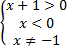 x + 1 > 0
x < 0
x ≠ −1